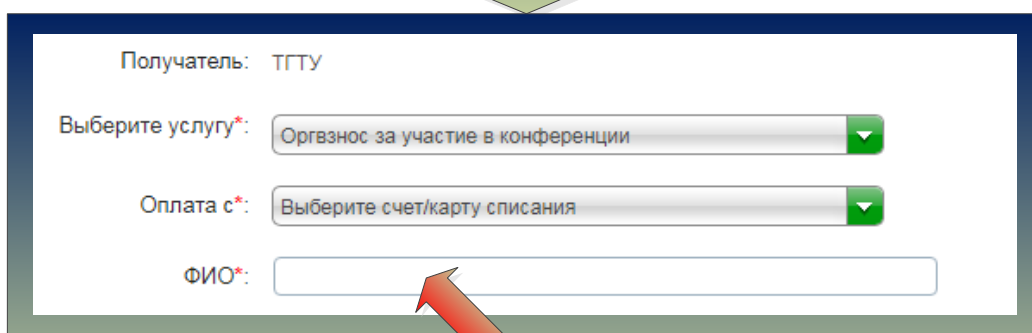 Получатель: ТГТУ
Выберите услугу*: Оргвзнос за участие в конференции
Оплата с*: Выберите счет/карту списания
ФИО*: